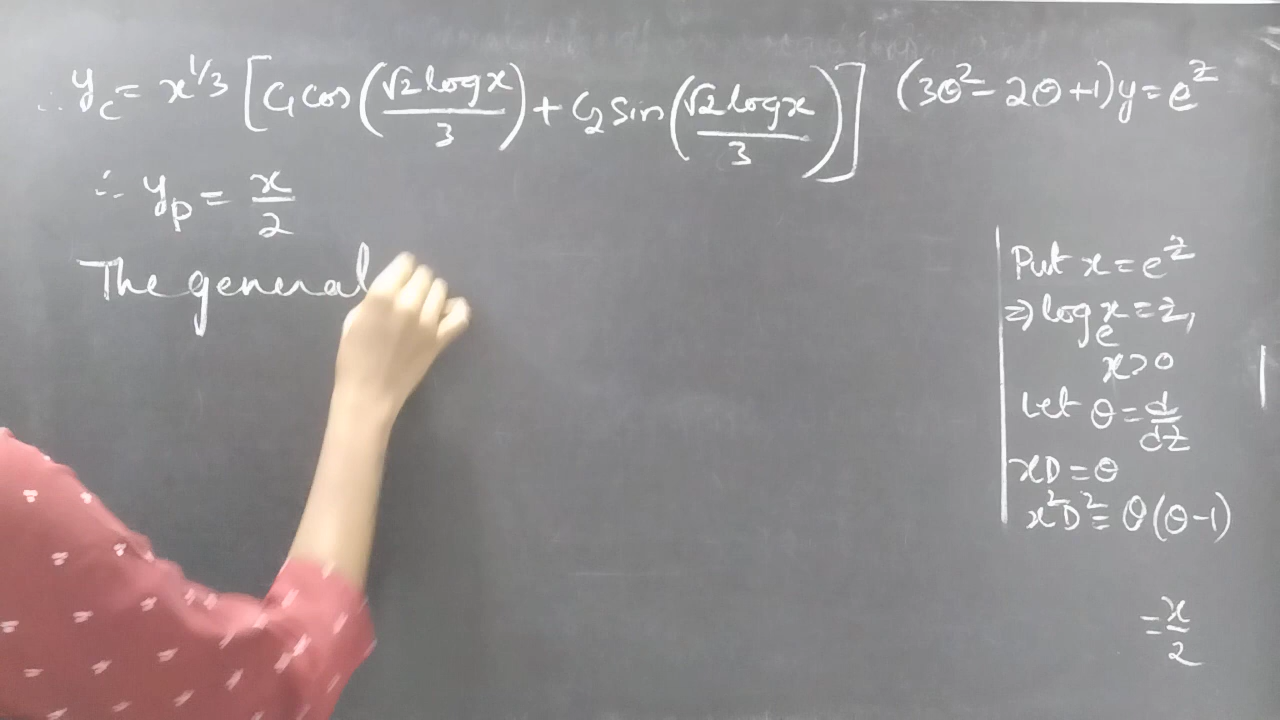 ∴ y_c = x^{1/3} [c₁ cos(√2 log x / 3) + c₂ sin(√2 log x / 3)]
(3θ² - 2θ + 1)y = e^z
∴ y_p = x/2
The general
Put x = e^z
⇒ log_e x = z,
x > 0
Let θ = d/dz
xD = θ
x²D² = θ(θ-1)
= x/2